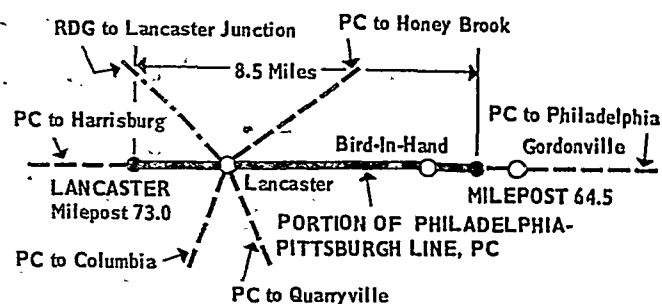 RDG to Lancaster Junction
PC to Honey Brook
8.5 Miles
PC to Harrisburg
PC to Philadelphia
Bird-In-Hand
Gordonville
LANCASTER
Milepost 73.0
Lancaster
MILEPOST 64.5
PORTION OF PHILADELPHIA-
PITTSBURGH LINE, PC
PC to Columbia
PC to Quarryville